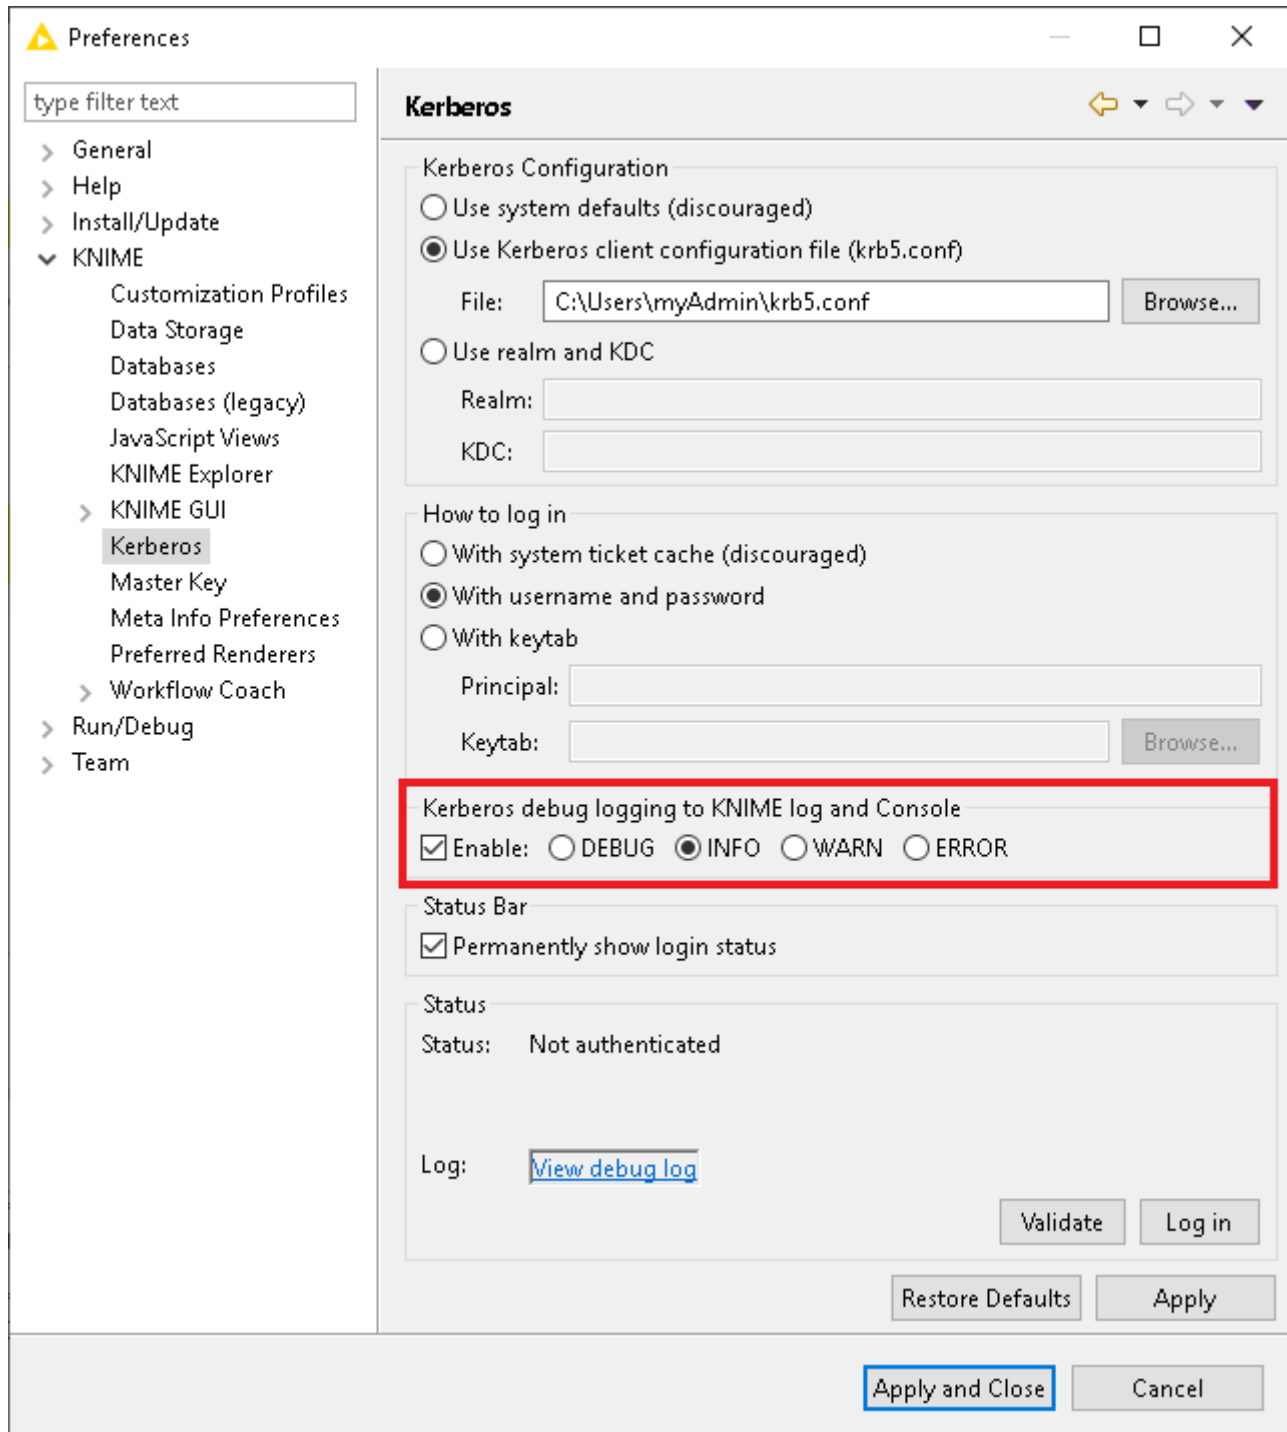 Preferences
type filter text
General
Help
Install/Update
KNIME
Customization Profiles
Data Storage
Databases
Databases (legacy)
JavaScript Views
KNIME Explorer
KNIME GUI
Kerberos
Master Key
Meta Info Preferences
Preferred Renderers
Workflow Coach
Run/Debug
Team
Kerberos
Kerberos Configuration
Use system defaults (discouraged)
Use Kerberos client configuration file (krb5.conf)
File: C:\Users\myAdmin\krb5.conf Browse...
Use realm and KDC
Realm:
KDC:
How to log in
With system ticket cache (discouraged)
With username and password
With keytab
Principal:
Keytab: Browse...
Kerberos debug logging to KNIME log and Console
Enable: DEBUG INFO WARN ERROR
Status Bar
Permanently show login status
Status
Status: Not authenticated
Log: View debug log
Validate Log in
Restore Defaults Apply
Apply and Close Cancel